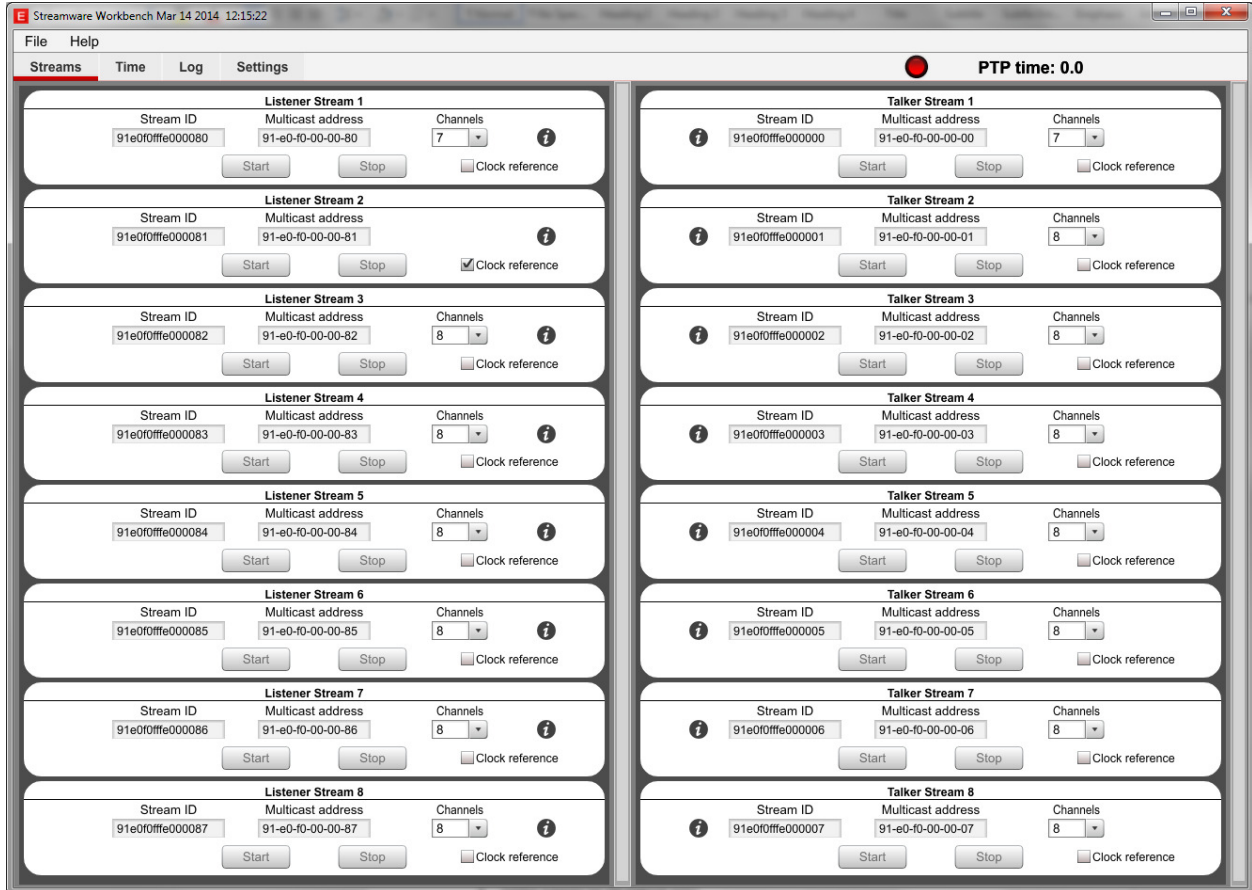 E Streamware Workbench Mar 14 2014 12:15:22
File Help
Streams Time Log Settings PTP time: 0.0
Listener Stream 1
Stream ID Multicast address Channels
91e0f0fffe000080 91-e0-f0-00-00-80 7 i
Start Stop Clock reference
Listener Stream 2
Stream ID Multicast address
91e0f0fffe000081 91-e0-f0-00-00-81 i
Start Stop Clock reference
Listener Stream 3
Stream ID Multicast address Channels
91e0f0fffe000082 91-e0-f0-00-00-82 8 i
Start Stop Clock reference
Listener Stream 4
Stream ID Multicast address Channels
91e0f0fffe000083 91-e0-f0-00-00-83 8 i
Start Stop Clock reference
Listener Stream 5
Stream ID Multicast address Channels
91e0f0fffe000084 91-e0-f0-00-00-84 8 i
Start Stop Clock reference
Listener Stream 6
Stream ID Multicast address Channels
91e0f0fffe000085 91-e0-f0-00-00-85 8 i
Start Stop Clock reference
Listener Stream 7
Stream ID Multicast address Channels
91e0f0fffe000086 91-e0-f0-00-00-86 8 i
Start Stop Clock reference
Listener Stream 8
Stream ID Multicast address Channels
91e0f0fffe000087 91-e0-f0-00-00-87 8 i
Start Stop Clock reference
Talker Stream 1
Stream ID Multicast address Channels
i 91e0f0fffe000000 91-e0-f0-00-00-00 7
Start Stop Clock reference
Talker Stream 2
Stream ID Multicast address Channels
i 91e0f0fffe000001 91-e0-f0-00-00-01 8
Start Stop Clock reference
Talker Stream 3
Stream ID Multicast address Channels
i 91e0f0fffe000002 91-e0-f0-00-00-02 8
Start Stop Clock reference
Talker Stream 4
Stream ID Multicast address Channels
i 91e0f0fffe000003 91-e0-f0-00-00-03 8
Start Stop Clock reference
Talker Stream 5
Stream ID Multicast address Channels
i 91e0f0fffe000004 91-e0-f0-00-00-04 8
Start Stop Clock reference
Talker Stream 6
Stream ID Multicast address Channels
i 91e0f0fffe000005 91-e0-f0-00-00-05 8
Start Stop Clock reference
Talker Stream 7
Stream ID Multicast address Channels
i 91e0f0fffe000006 91-e0-f0-00-00-06 8
Start Stop Clock reference
Talker Stream 8
Stream ID Multicast address Channels
i 91e0f0fffe000007 91-e0-f0-00-00-07 8
Start Stop Clock reference